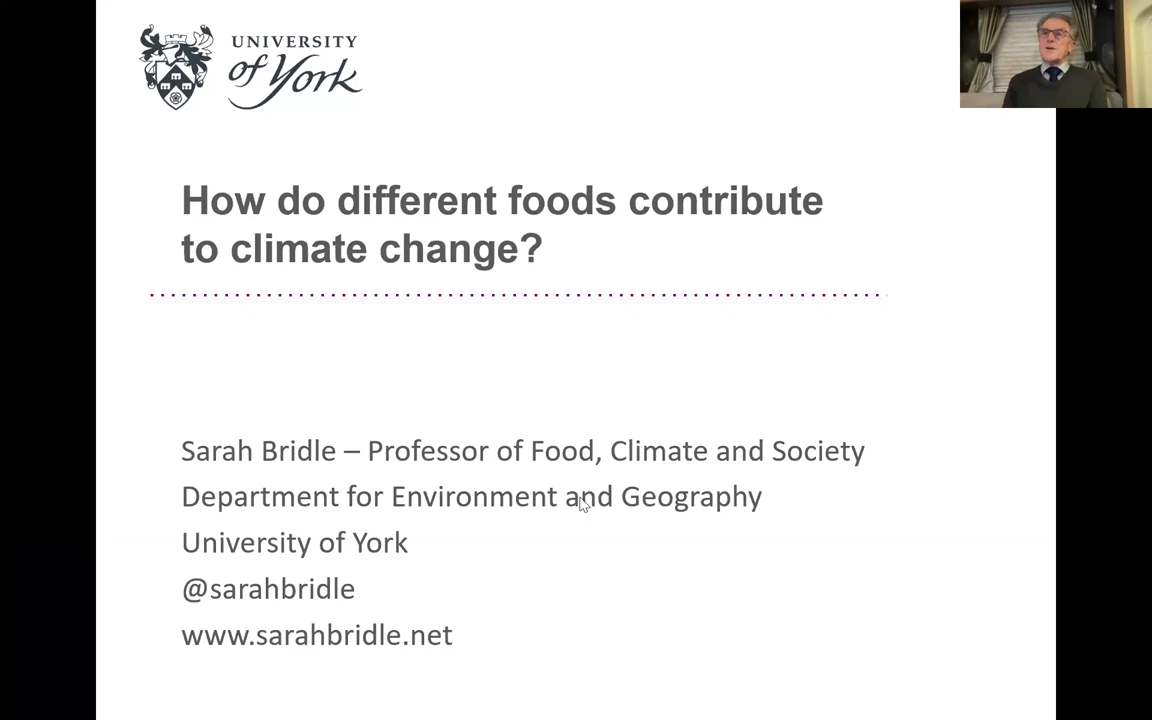 UNIVERSITY
of York
How do different foods contribute
to climate change?
Sarah Bridle – Professor of Food, Climate and Society
Department for Environment and Geography
University of York
@sarahbridle
www.sarahbridle.net